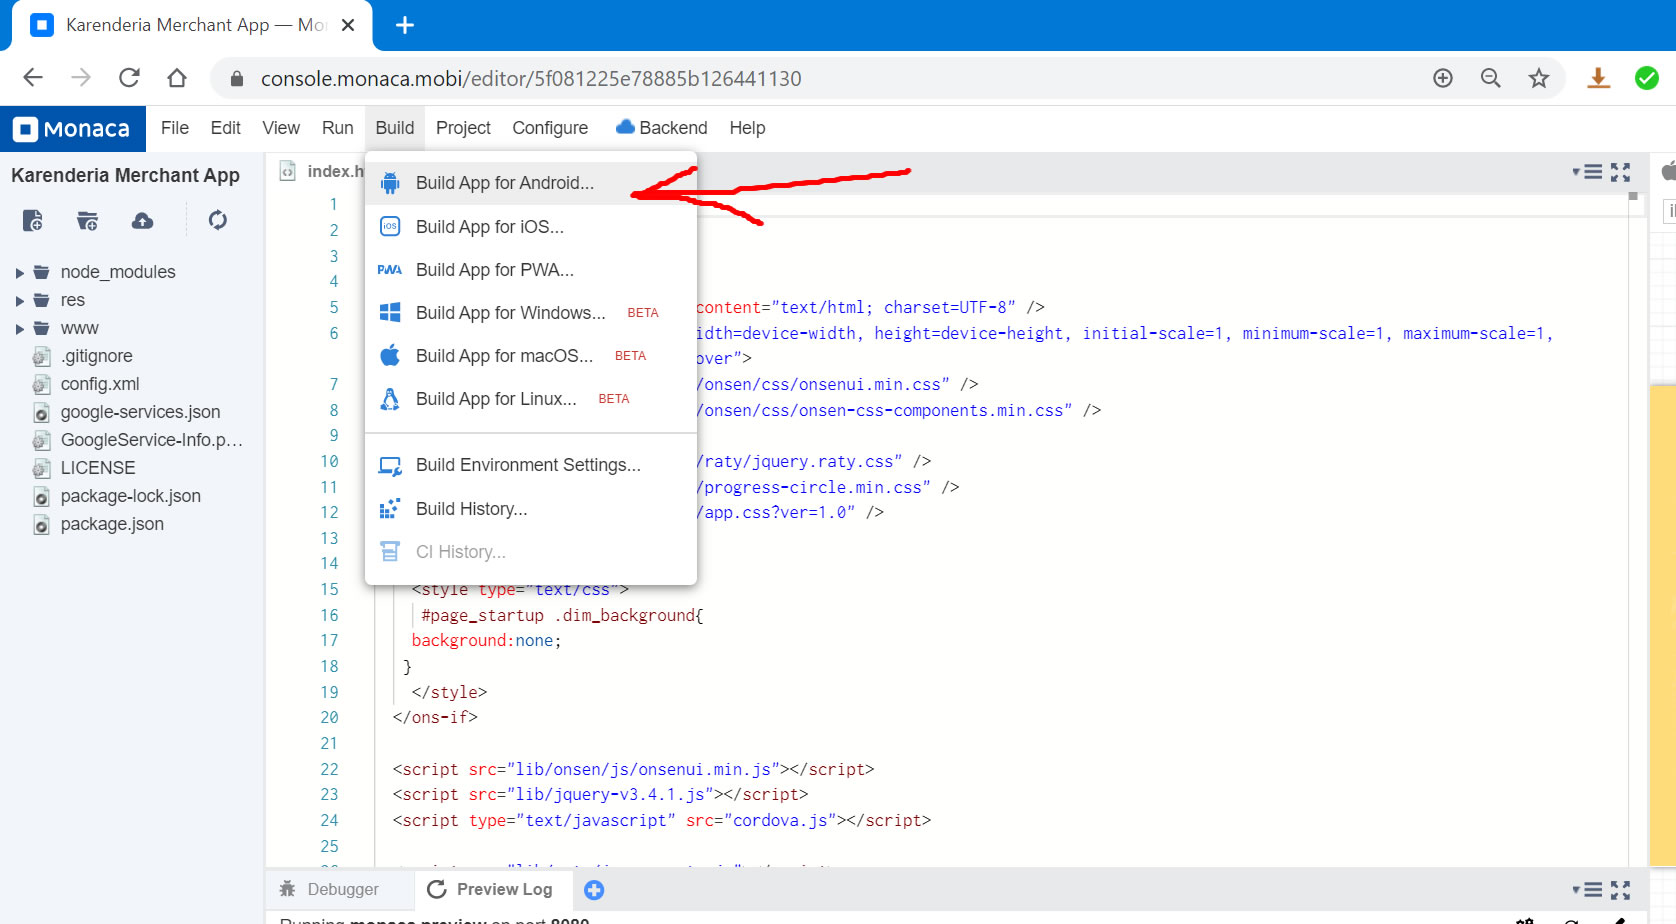 Karenderia Merchant App — Mo
console.monaca.mobi/editor/5f081225e78885b126441130
Monaca File Edit View Run Build Project Configure Backend Help
Karenderia Merchant App
node_modules
res
www
.gitignore
config.xml
google-services.json
GoogleService-Info.p...
LICENSE
package-lock.json
package.json
index.h
Build App for Android...
iOS Build App for iOS...
PWA Build App for PWA...
Build App for Windows... BETA
Build App for macOS... BETA
Build App for Linux... BETA
Build Environment Settings...
Build History...
CI History...
1
2
3
4
5 content="text/html; charset=UTF-8" />
6 idth=device-width, height=device-height, initial-scale=1, minimum-scale=1, maximum-scale=1,
over">
7 /onsen/css/onsenui.min.css" />
8 /onsen/css/onsen-css-components.min.css" />
9
10 /raty/jquery.raty.css" />
11 /progress-circle.min.css" />
12 /app.css?ver=1.0" />
13
14
15 <style type="text/css">
16 #page_startup .dim_background{
17 background:none;
18 }
19 </style>
20 </ons-if>
21
22 <script src="lib/onsen/js/onsenui.min.js"></script>
23 <script src="lib/jquery-v3.4.1.js"></script>
24 <script type="text/javascript" src="cordova.js"></script>
25
Debugger Preview Log
Running monaca preview on port 8080